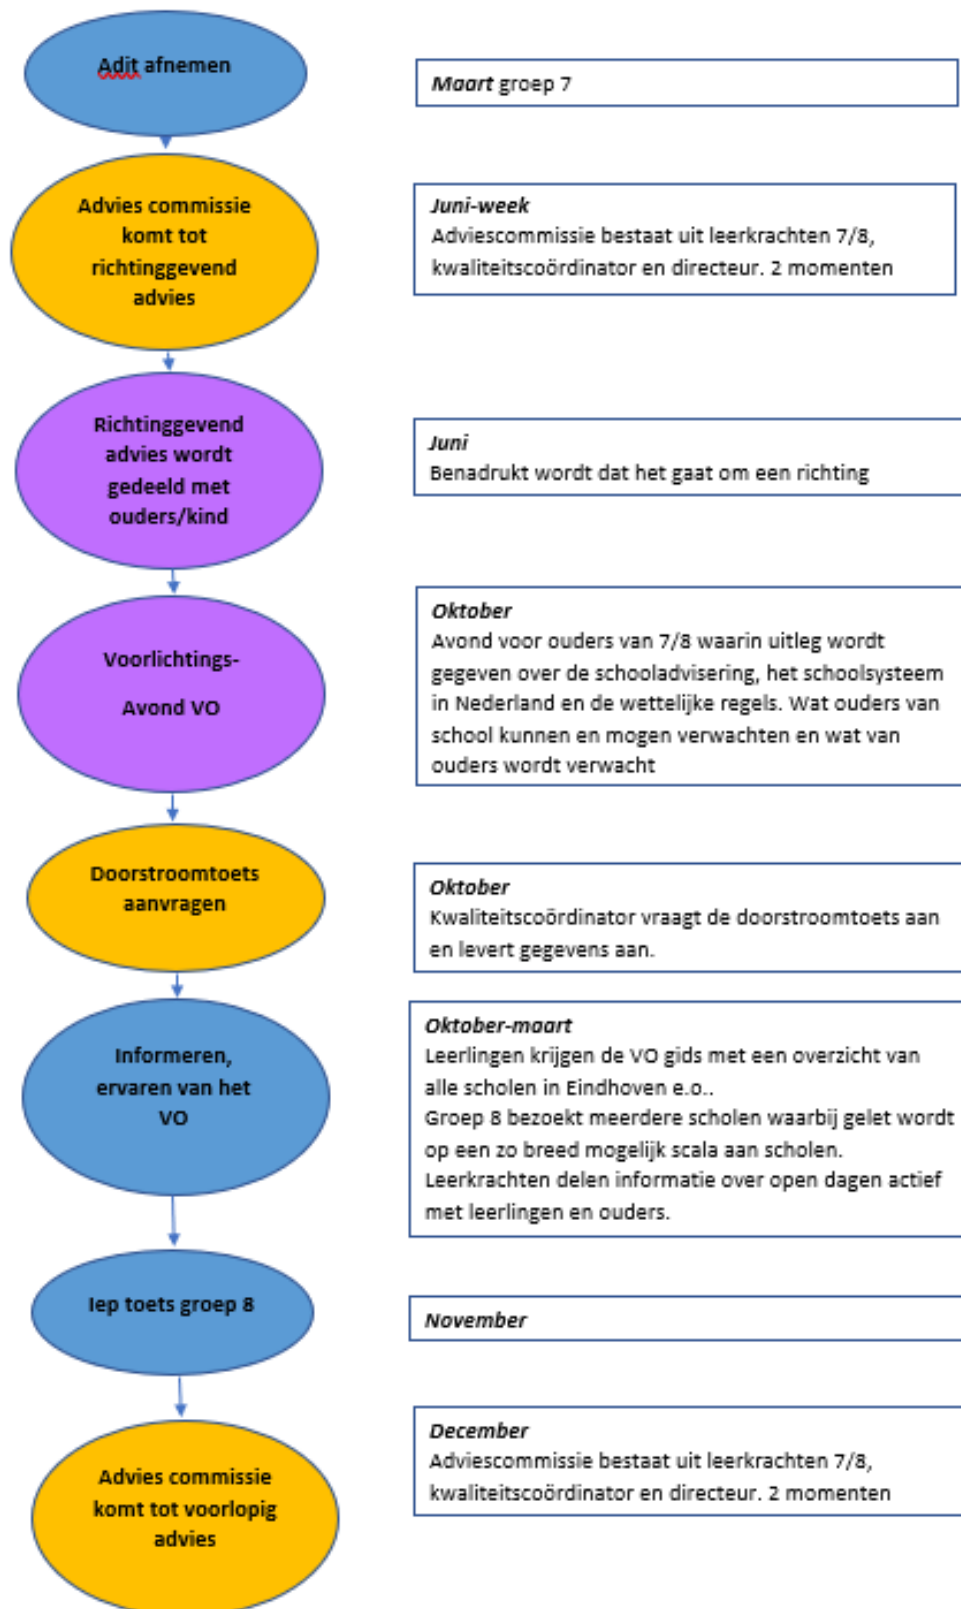 Adit afnemen
Maart groep 7
Advies commissie
komt tot
richtinggevend
advies
Juni-week
Adviescommissie bestaat uit leerkrachten 7/8,
kwaliteitscoördinator en directeur. 2 momenten
Richtinggevend
advies wordt
gedeeld met
ouders/kind
Juni
Benadrukt wordt dat het gaat om een richting
Voorlichtings-
Avond VO
Oktober
Avond voor ouders van 7/8 waarin uitleg wordt
gegeven over de schooladvisering, het schoolsysteem
in Nederland en de wettelijke regels. Wat ouders van
school kunnen en mogen verwachten en wat van
ouders wordt verwacht
Doorstroomtoets
aanvragen
Oktober
Kwaliteitscoördinator vraagt de doorstroomtoets aan
en levert gegevens aan.
Informeren,
ervaren van het
VO
Oktober-maart
Leerlingen krijgen de VO gids met een overzicht van
alle scholen in Eindhoven e.o..
Groep 8 bezoekt meerdere scholen waarbij gelet wordt
op een zo breed mogelijk scala aan scholen.
Leerkrachten delen informatie over open dagen actief
met leerlingen en ouders.
Iep toets groep 8
November
Advies commissie
komt tot voorlopig
advies
December
Adviescommissie bestaat uit leerkrachten 7/8,
kwaliteitscoördinator en directeur. 2 momenten